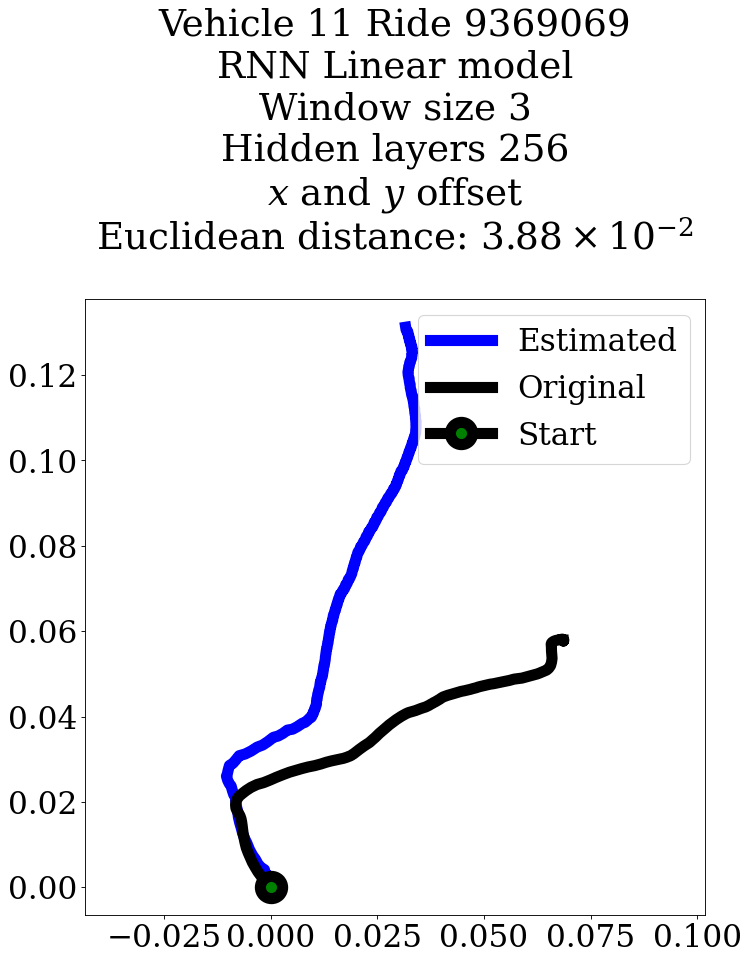 Vehicle 11 Ride 9369069
RNN Linear model
Window size 3
Hidden layers 256
x and y offset
Euclidean distance: 3.88 × 10⁻²
Estimated
Original
Start
0.12
0.10
0.08
0.06
0.04
0.02
0.00
−0.025 0.000 0.025 0.050 0.075 0.100